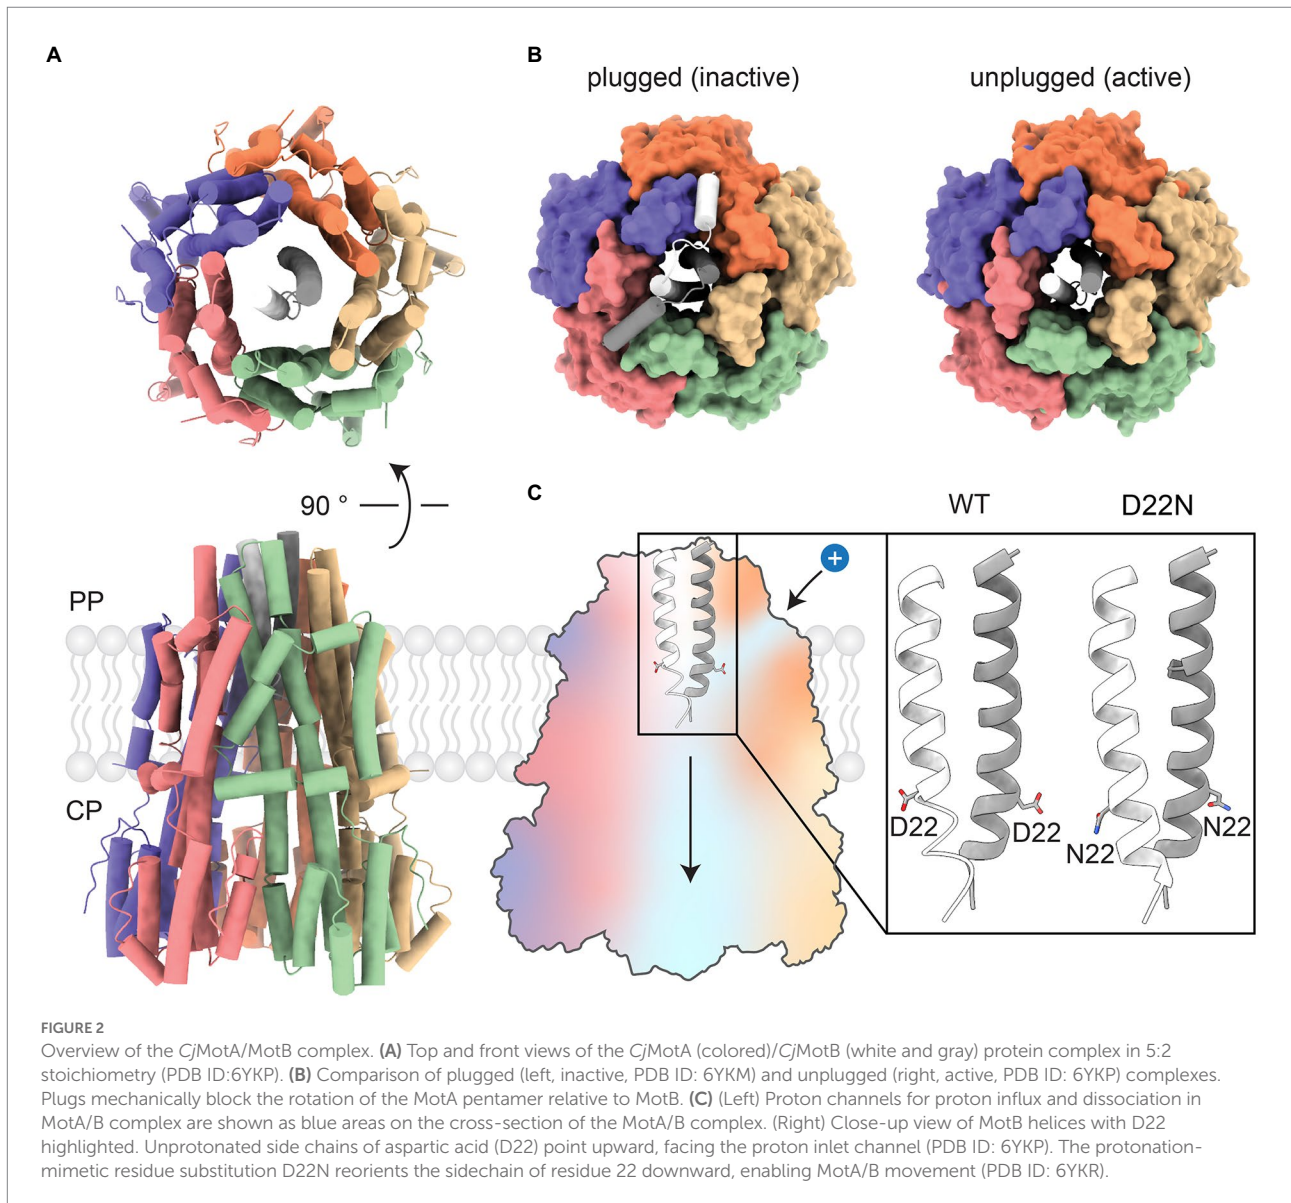 A
B
plugged (inactive)
unplugged (active)
90 °
PP
CP
C
+
WT
D22N
D22
D22
N22
N22
FIGURE 2
Overview of the CjMotA/MotB complex. (A) Top and front views of the CjMotA (colored)/CjMotB (white and gray) protein complex in 5:2
stoichiometry (PDB ID:6YKP). (B) Comparison of plugged (left, inactive, PDB ID: 6YKM) and unplugged (right, active, PDB ID: 6YKP) complexes.
Plugs mechanically block the rotation of the MotA pentamer relative to MotB. (C) (Left) Proton channels for proton influx and dissociation in
MotA/B complex are shown as blue areas on the cross-section of the MotA/B complex. (Right) Close-up view of MotB helices with D22
highlighted. Unprotonated side chains of aspartic acid (D22) point upward, facing the proton inlet channel (PDB ID: 6YKP). The protonation-
mimetic residue substitution D22N reorients the sidechain of residue 22 downward, enabling MotA/B movement (PDB ID: 6YKR).